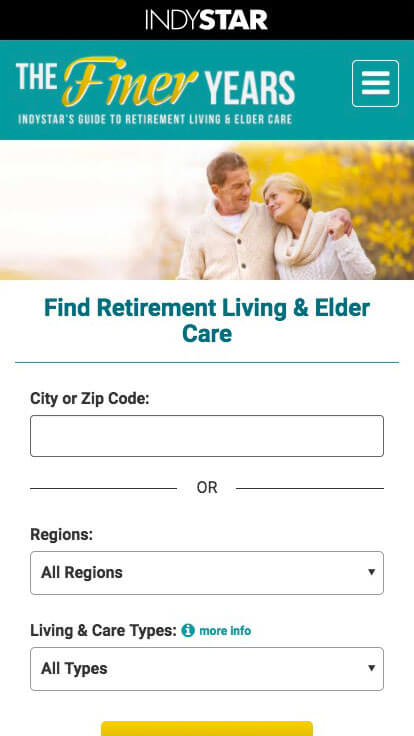 INDYSTAR
THE Finer YEARS
INDYSTAR'S GUIDE TO RETIREMENT LIVING & ELDER CARE
Find Retirement Living & Elder
Care
City or Zip Code:
OR
Regions:
All Regions
Living & Care Types: more info
All Types